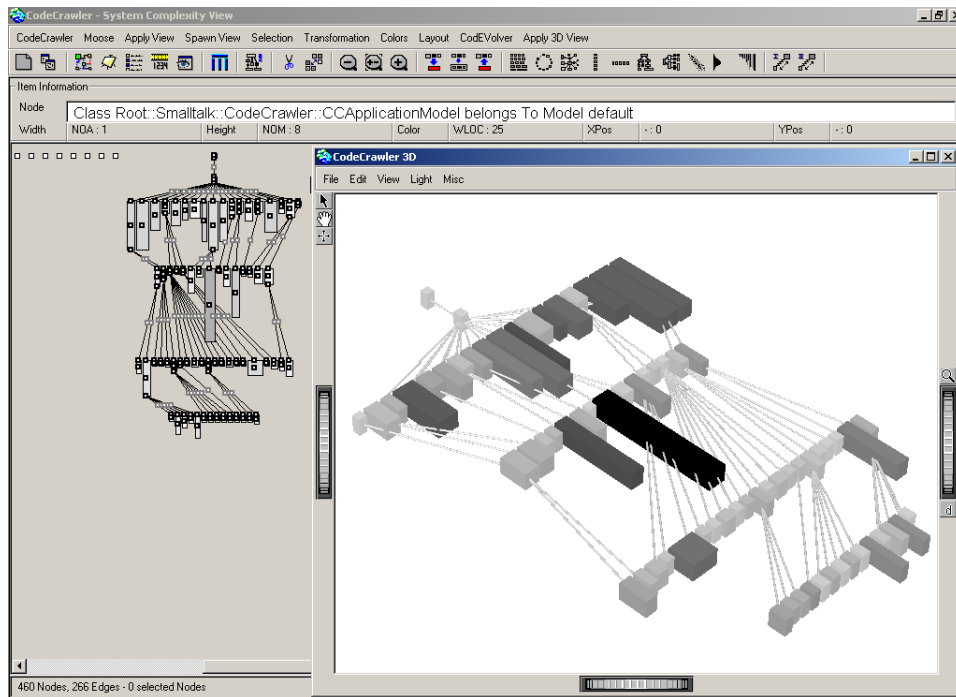 CodeCrawler - System Complexity View
CodeCrawler Moose Apply View Spawn View Selection Transformation Colors Layout CodEVolver Apply 3D View
1234
Item Information
Node Class Root::Smalltalk::CodeCrawler::CCApplicationModel belongs To Model default
Width NOA : 1 Height NOM : 8 Color WLOC : 25 XPos - : 0 YPos - : 0
CodeCrawler 3D
File Edit View Light Misc
d
460 Nodes, 266 Edges - 0 selected Nodes